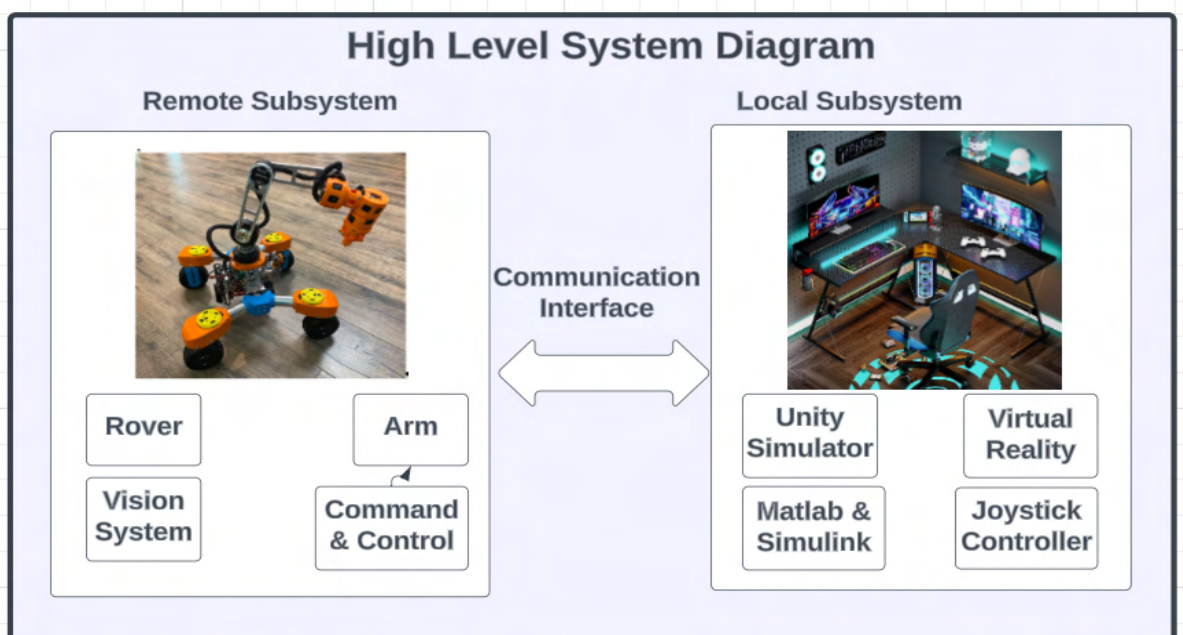 High Level System Diagram
Remote Subsystem
Local Subsystem
Communication
Interface
Rover
Arm
Vision
System
Command
& Control
Unity
Simulator
Virtual
Reality
Matlab &
Simulink
Joystick
Controller